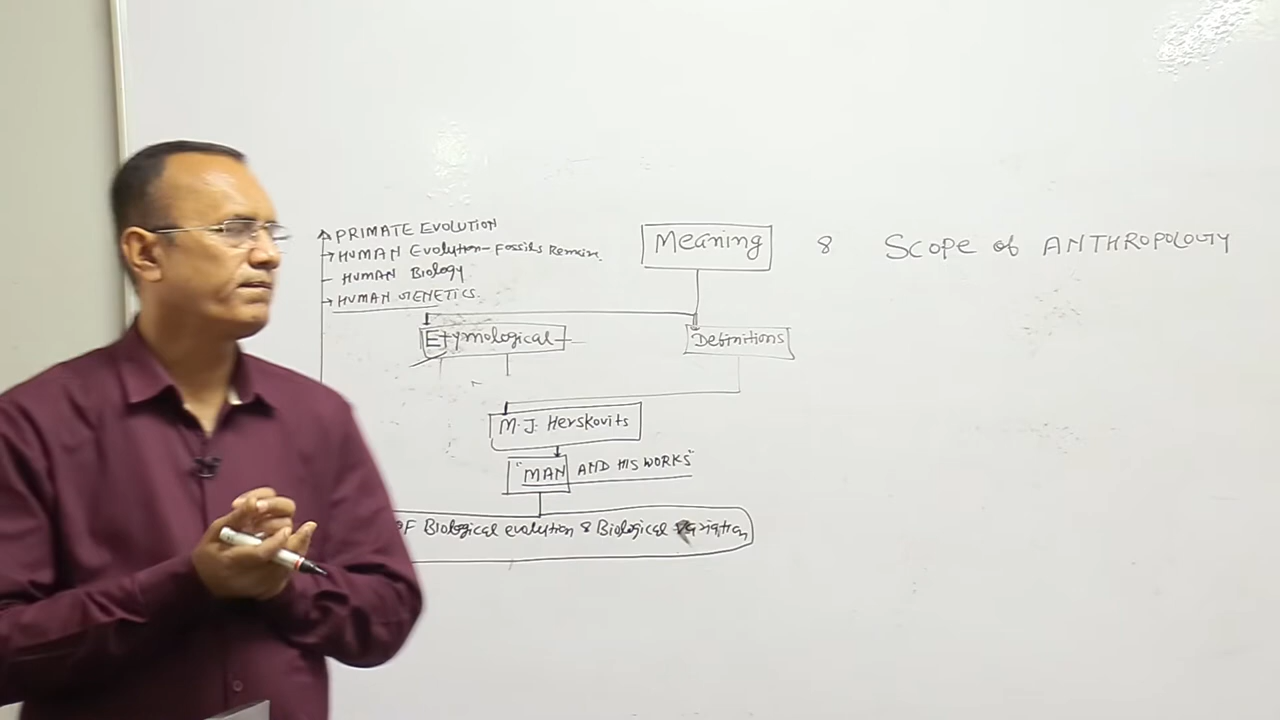 PRIMATE EVOLUTION
HUMAN Evolution - Fossils Remains.
HUMAN Biology
HUMAN GENETICS.
Meaning & Scope of ANTHROPOLOGY
Etymological Definitions
M.J. Herskovits
"MAN AND HIS WORKS"
OF Biological evolution & Biological variation